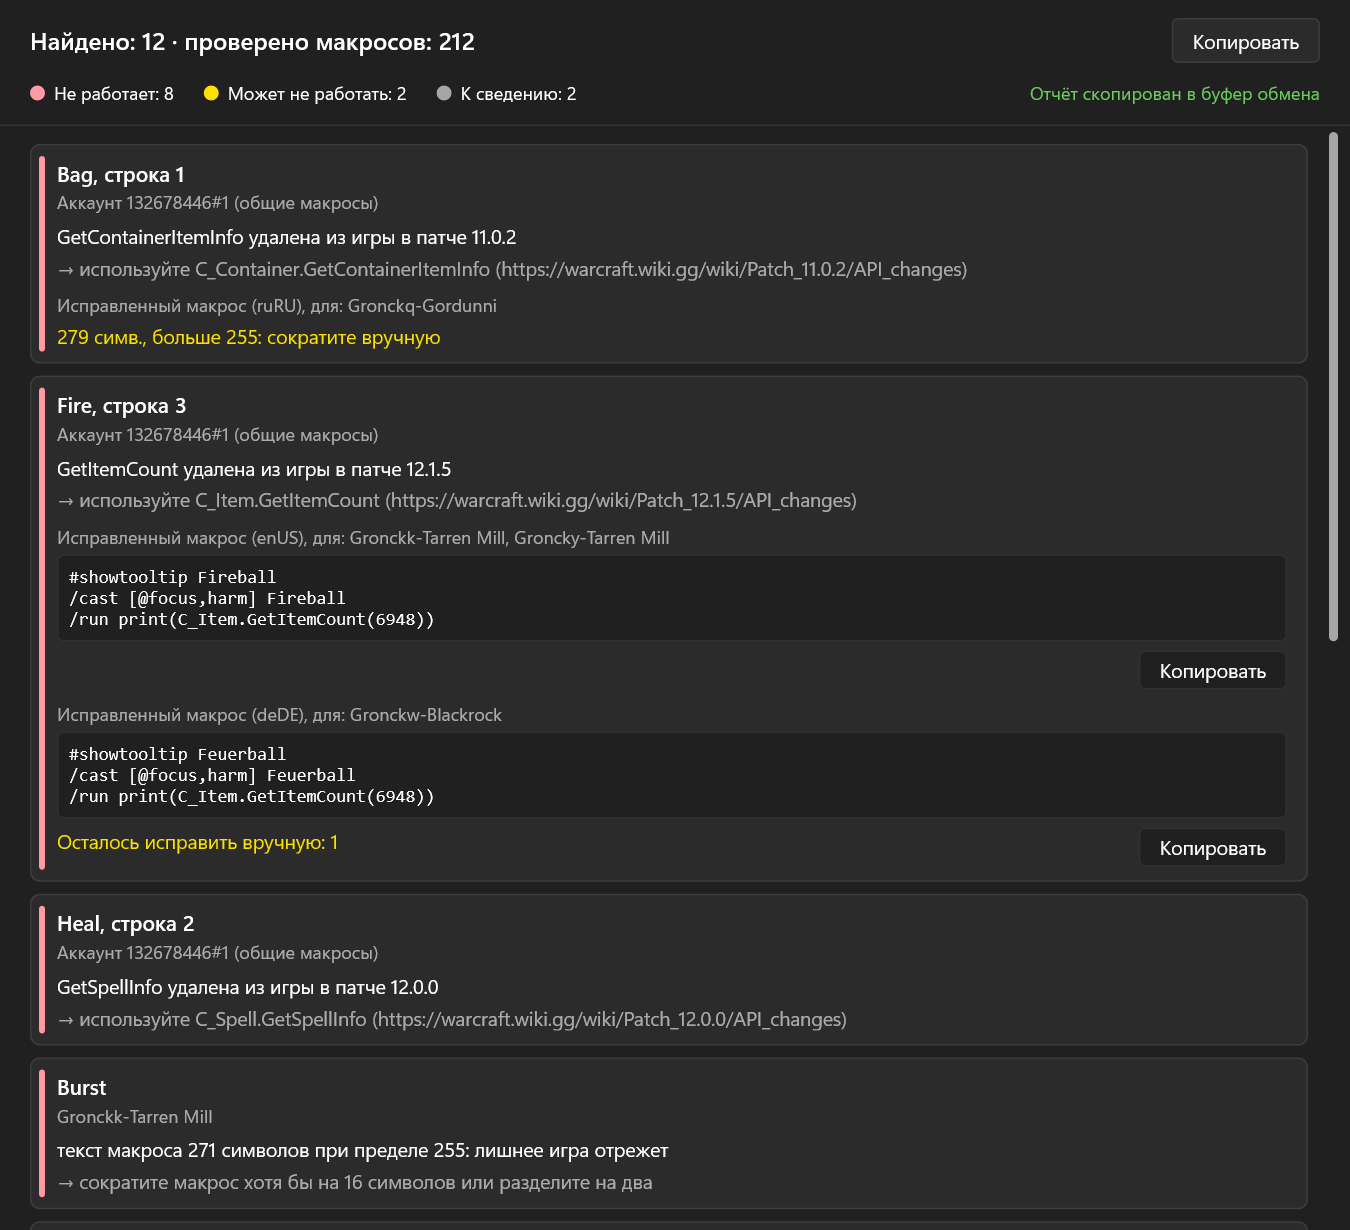 Найдено: 12 · проверено макросов: 212
Копировать
Не работает: 8
Может не работать: 2
К сведению: 2
Отчёт скопирован в буфер обмена
Bag, строка 1
Аккаунт 132678446#1 (общие макросы)
GetContainerItemInfo удалена из игры в патче 11.0.2
→ используйте C_Container.GetContainerItemInfo (https://warcraft.wiki.gg/wiki/Patch_11.0.2/API_changes)
Исправленный макрос (ruRU), для: Gronckq-Gordunni
279 симв., больше 255: сократите вручную
Fire, строка 3
Аккаунт 132678446#1 (общие макросы)
GetItemCount удалена из игры в патче 12.1.5
→ используйте C_Item.GetItemCount (https://warcraft.wiki.gg/wiki/Patch_12.1.5/API_changes)
Исправленный макрос (enUS), для: Gronckk-Tarren Mill, Groncky-Tarren Mill
#showtooltip Fireball
/cast [@focus,harm] Fireball
/run print(C_Item.GetItemCount(6948))
Копировать
Исправленный макрос (deDE), для: Gronckw-Blackrock
#showtooltip Feuerball
/cast [@focus,harm] Feuerball
/run print(C_Item.GetItemCount(6948))
Осталось исправить вручную: 1
Копировать
Heal, строка 2
Аккаунт 132678446#1 (общие макросы)
GetSpellInfo удалена из игры в патче 12.0.0
→ используйте C_Spell.GetSpellInfo (https://warcraft.wiki.gg/wiki/Patch_12.0.0/API_changes)
Burst
Gronckk-Tarren Mill
текст макроса 271 символов при пределе 255: лишнее игра отрежет
→ сократите макрос хотя бы на 16 символов или разделите на два